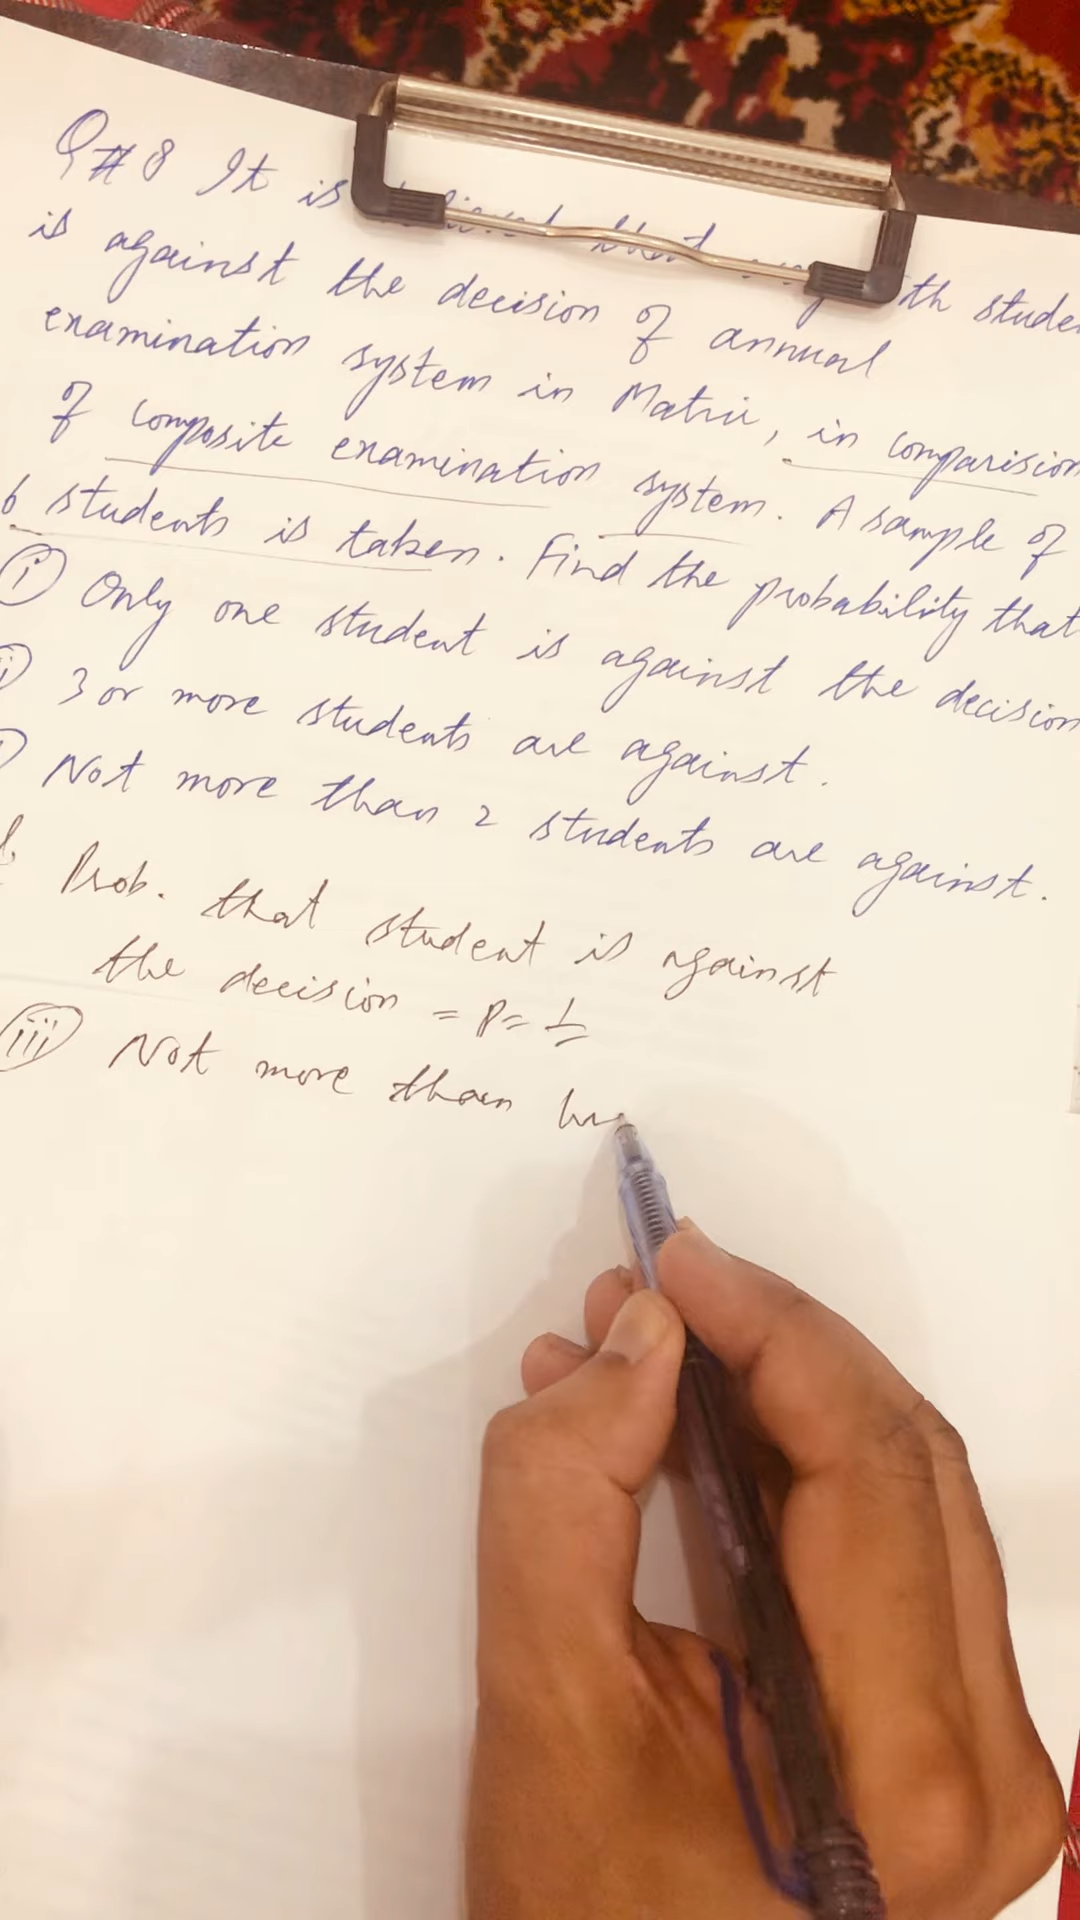 Q#8 It is that th
is against the decision of annual
examination system in Matric, in comparision
of composite examination system. A sample of
6 students is taken. Find the probability that
i Only one student is against the decision
3 or more students are against.
Not more than 2 students are against.
Prob. that student is against
the decision = P = 1
iii Not more than